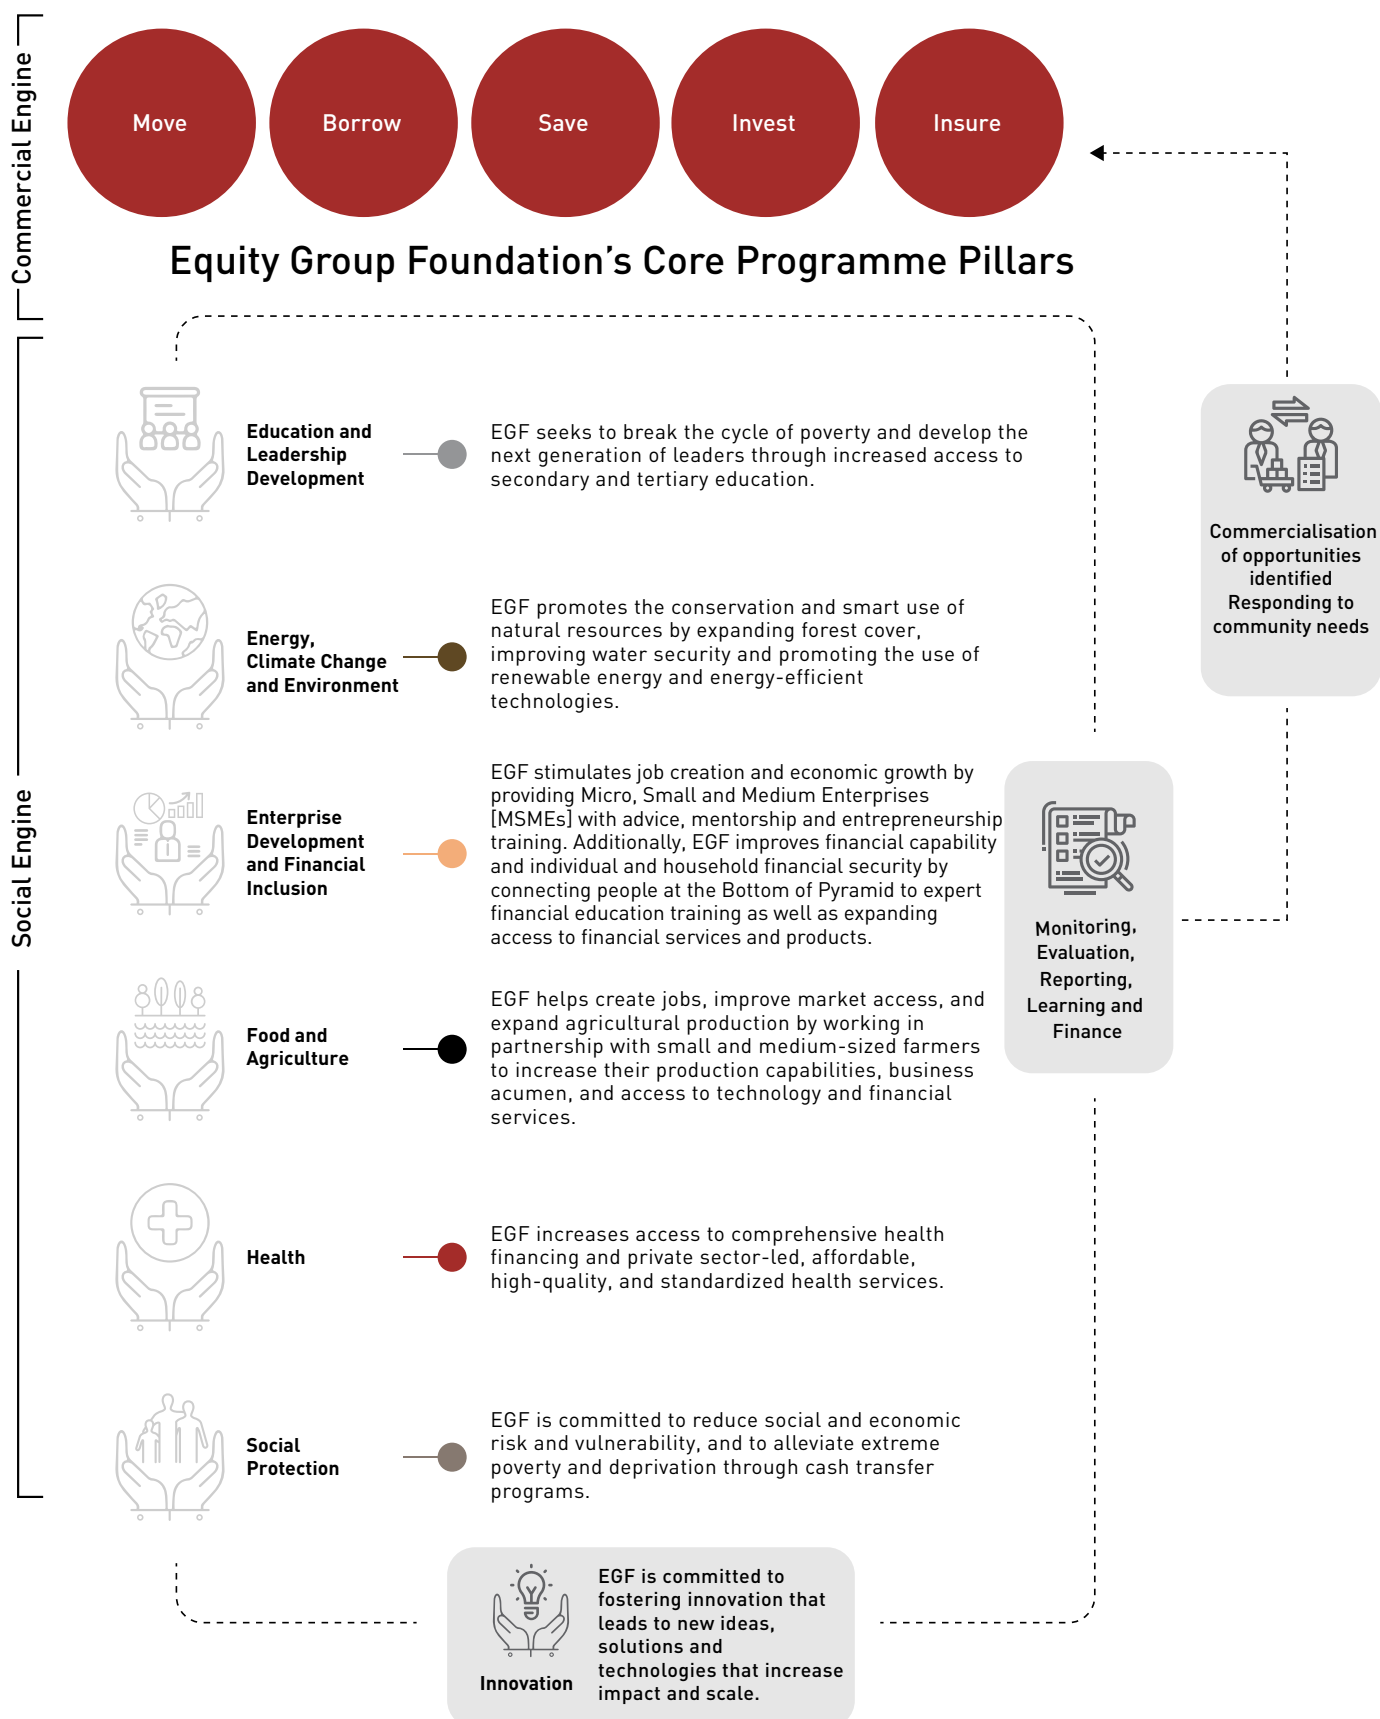 Commercial Engine
Move
Borrow
Save
Invest
Insure
Equity Group Foundation’s Core Programme Pillars
Social Engine
Education and
Leadership
Development
EGF seeks to break the cycle of poverty and develop the
next generation of leaders through increased access to
secondary and tertiary education.
Energy,
Climate Change
and Environment
EGF promotes the conservation and smart use of
natural resources by expanding forest cover,
improving water security and promoting the use of
renewable energy and energy-efficient
technologies.
Enterprise
Development
and Financial
Inclusion
EGF stimulates job creation and economic growth by
providing Micro, Small and Medium Enterprises
[MSMEs] with advice, mentorship and entrepreneurship
training. Additionally, EGF improves financial capability
and individual and household financial security by
connecting people at the Bottom of Pyramid to expert
financial education training as well as expanding
access to financial services and products.
Food and
Agriculture
EGF helps create jobs, improve market access, and
expand agricultural production by working in
partnership with small and medium-sized farmers
to increase their production capabilities, business
acumen, and access to technology and financial
services.
Health
EGF increases access to comprehensive health
financing and private sector-led, affordable,
high-quality, and standardized health services.
Social
Protection
EGF is committed to reduce social and economic
risk and vulnerability, and to alleviate extreme
poverty and deprivation through cash transfer
programs.
Innovation
EGF is committed to
fostering innovation that
leads to new ideas,
solutions and
technologies that increase
impact and scale.
Monitoring,
Evaluation,
Reporting,
Learning and
Finance
Commercialisation
of opportunities
identified
Responding to
community needs